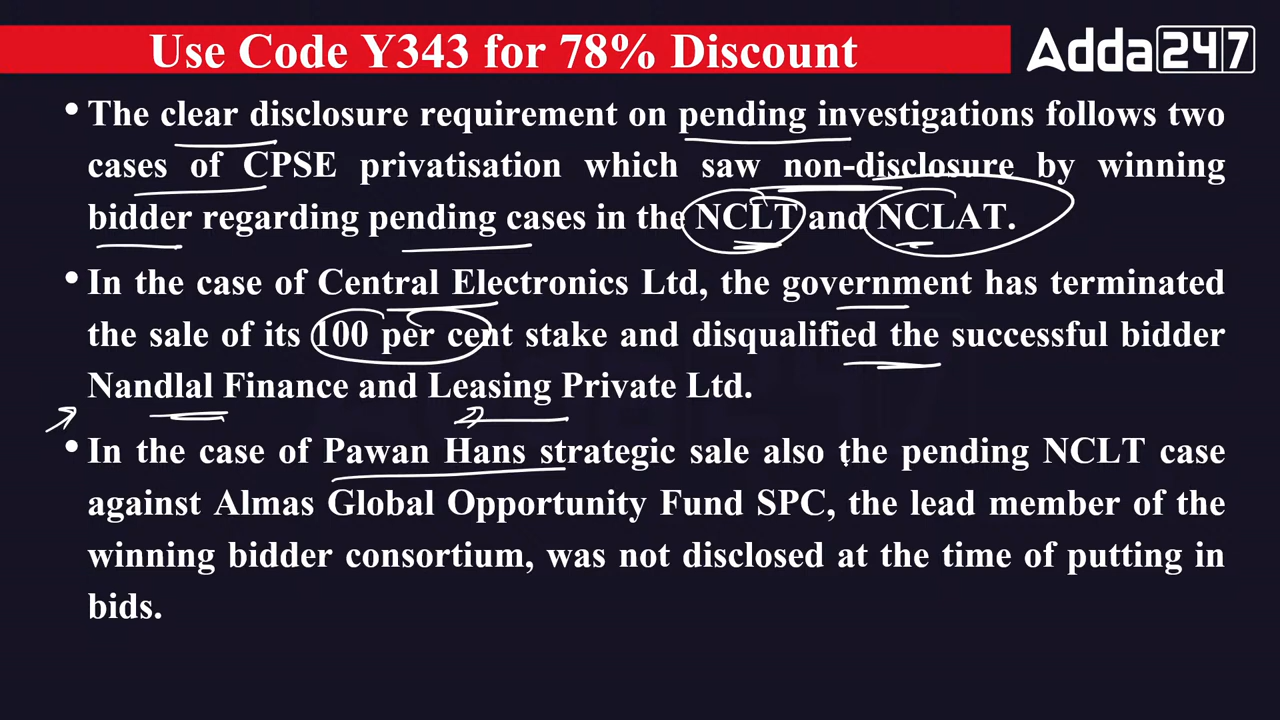 Use Code Y343 for 78% Discount
Adda247
• The clear disclosure requirement on pending investigations follows two
cases of CPSE privatisation which saw non-disclosure by winning
bidder regarding pending cases in the NCLT and NCLAT.
• In the case of Central Electronics Ltd, the government has terminated
the sale of its 100 per cent stake and disqualified the successful bidder
Nandlal Finance and Leasing Private Ltd.
• In the case of Pawan Hans strategic sale also the pending NCLT case
against Almas Global Opportunity Fund SPC, the lead member of the
winning bidder consortium, was not disclosed at the time of putting in
bids.